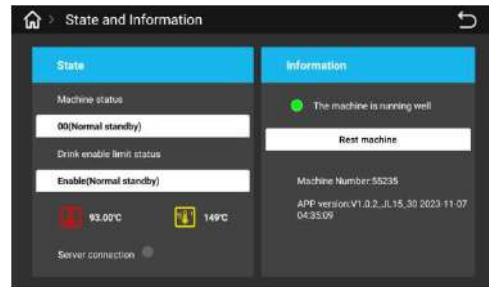 State and Information
State
Machine status
00(Normal standby)
Drink enable limit status
Enable(Normal standby)
93.00℃
149℃
Server connection
Information
The machine is running well
Rest machine
Machine Number:55235
APP version:V1.0.2_JL15_30 2023-11-07
04:35:09